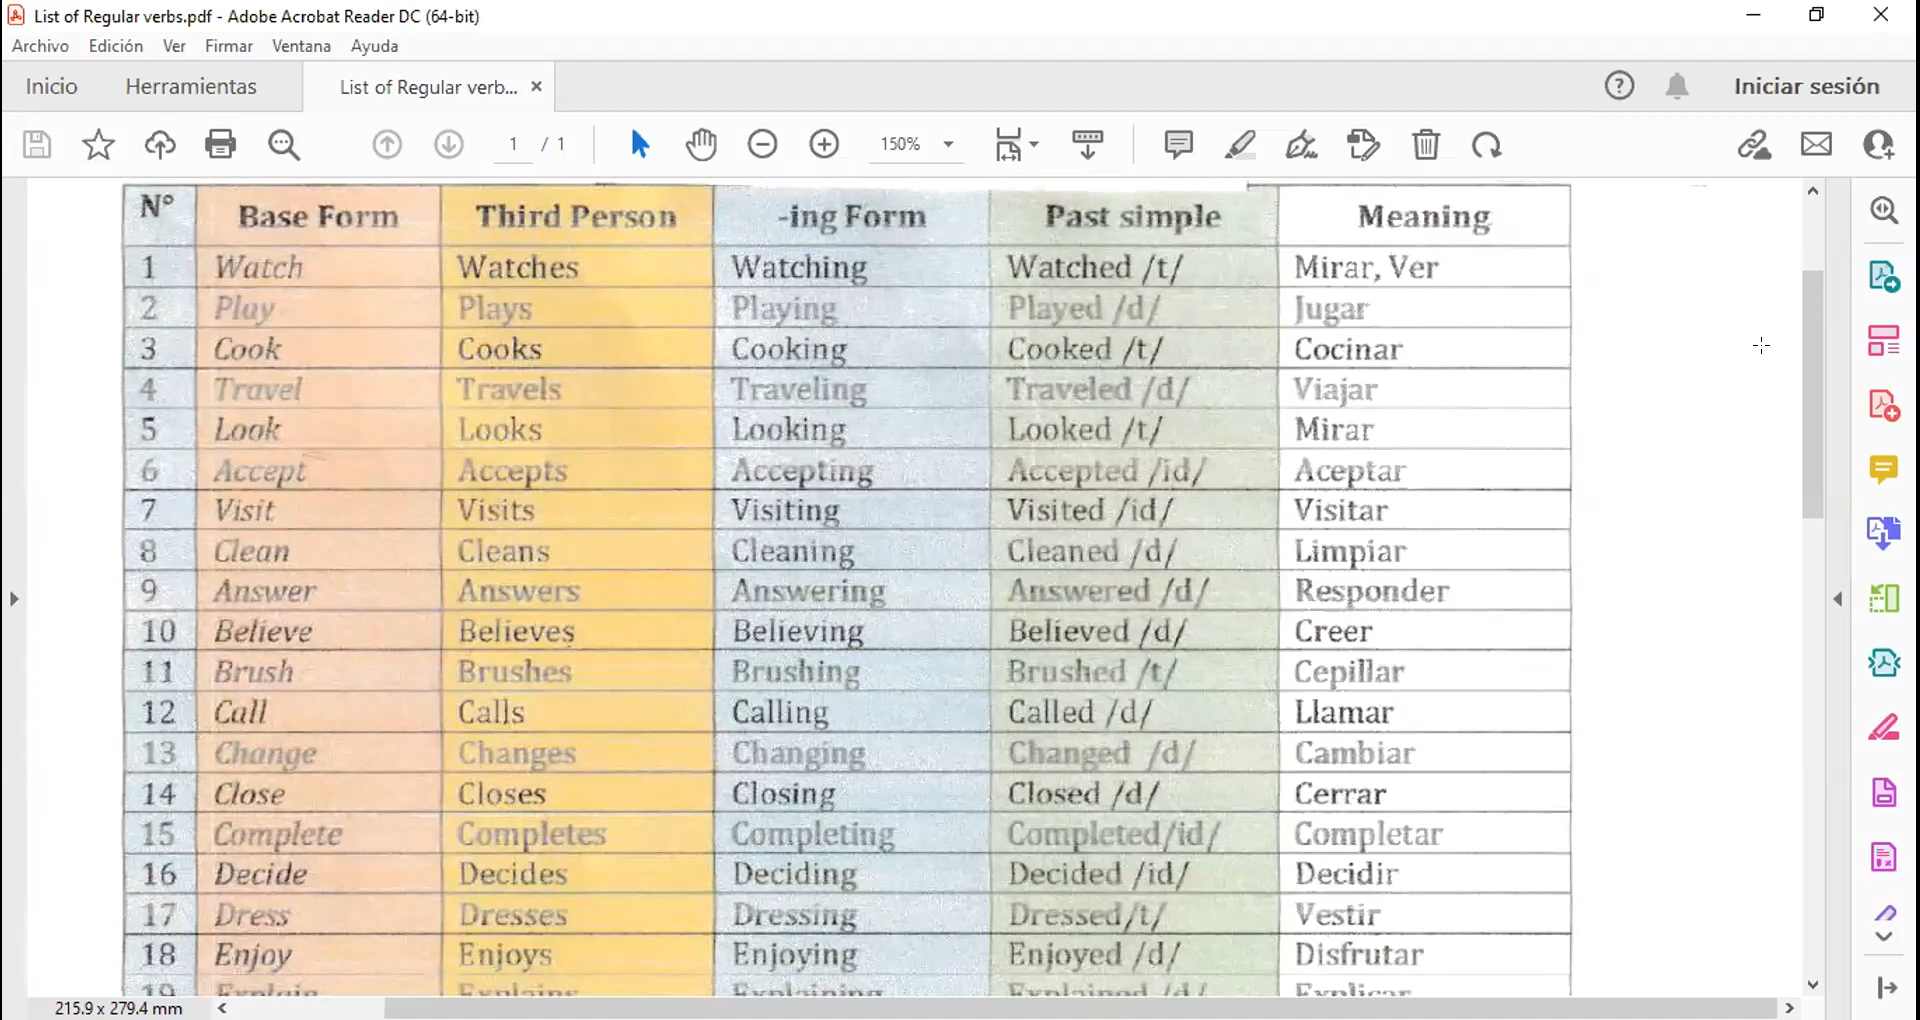 List of Regular verbs.pdf - Adobe Acrobat Reader DC (64-bit)
Archivo Edición Ver Firmar Ventana Ayuda
Inicio Herramientas List of Regular verb... Iniciar sesión
1 / 1 150%
N° Base Form Third Person -ing Form Past simple Meaning
1 Watch Watches Watching Watched /t/ Mirar, Ver
2 Play Plays Playing Played /d/ Jugar
3 Cook Cooks Cooking Cooked /t/ Cocinar
4 Travel Travels Traveling Traveled /d/ Viajar
5 Look Looks Looking Looked /t/ Mirar
6 Accept Accepts Accepting Accepted /id/ Aceptar
7 Visit Visits Visiting Visited /id/ Visitar
8 Clean Cleans Cleaning Cleaned /d/ Limpiar
9 Answer Answers Answering Answered /d/ Responder
10 Believe Believes Believing Believed /d/ Creer
11 Brush Brushes Brushing Brushed /t/ Cepillar
12 Call Calls Calling Called /d/ Llamar
13 Change Changes Changing Changed /d/ Cambiar
14 Close Closes Closing Closed /d/ Cerrar
15 Complete Completes Completing Completed/id/ Completar
16 Decide Decides Deciding Decided /id/ Decidir
17 Dress Dresses Dressing Dressed/t/ Vestir
18 Enjoy Enjoys Enjoying Enjoyed /d/ Disfrutar
19 Explain Explains Explaining Explained /d/ Explicar
215.9 x 279.4 mm